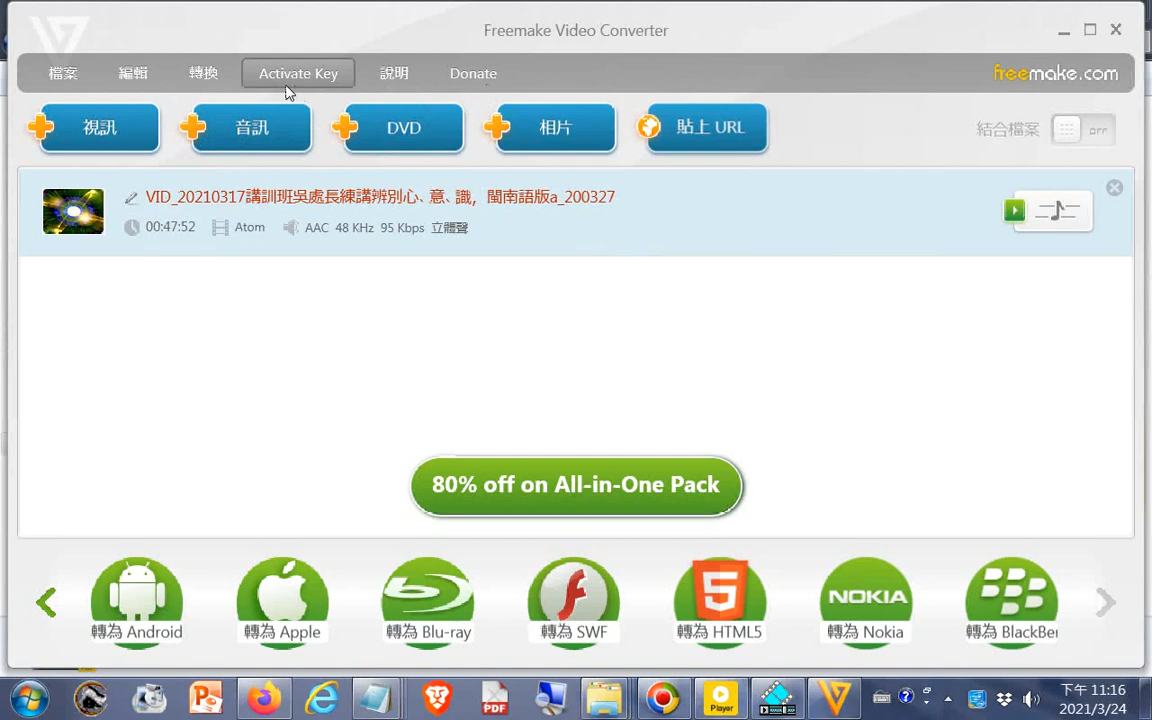 Freemake Video Converter
檔案 編輯 轉換 Activate Key 說明 Donate freemake.com
視訊 音訊 DVD 相片 貼上 URL 結合檔案 OFF
VID_20210317講訓班吳處長練講辨別心、意、識，閩南語版a_200327
00:47:52 Atom AAC 48 KHz 95 Kbps 立體聲
80% off on All-in-One Pack
NOKIA
轉為 Android 轉為 Apple 轉為 Blu-ray 轉為 SWF 轉為 HTML5 轉為 Nokia 轉為 BlackBer
PDF Player
下午 11:16
2021/3/24